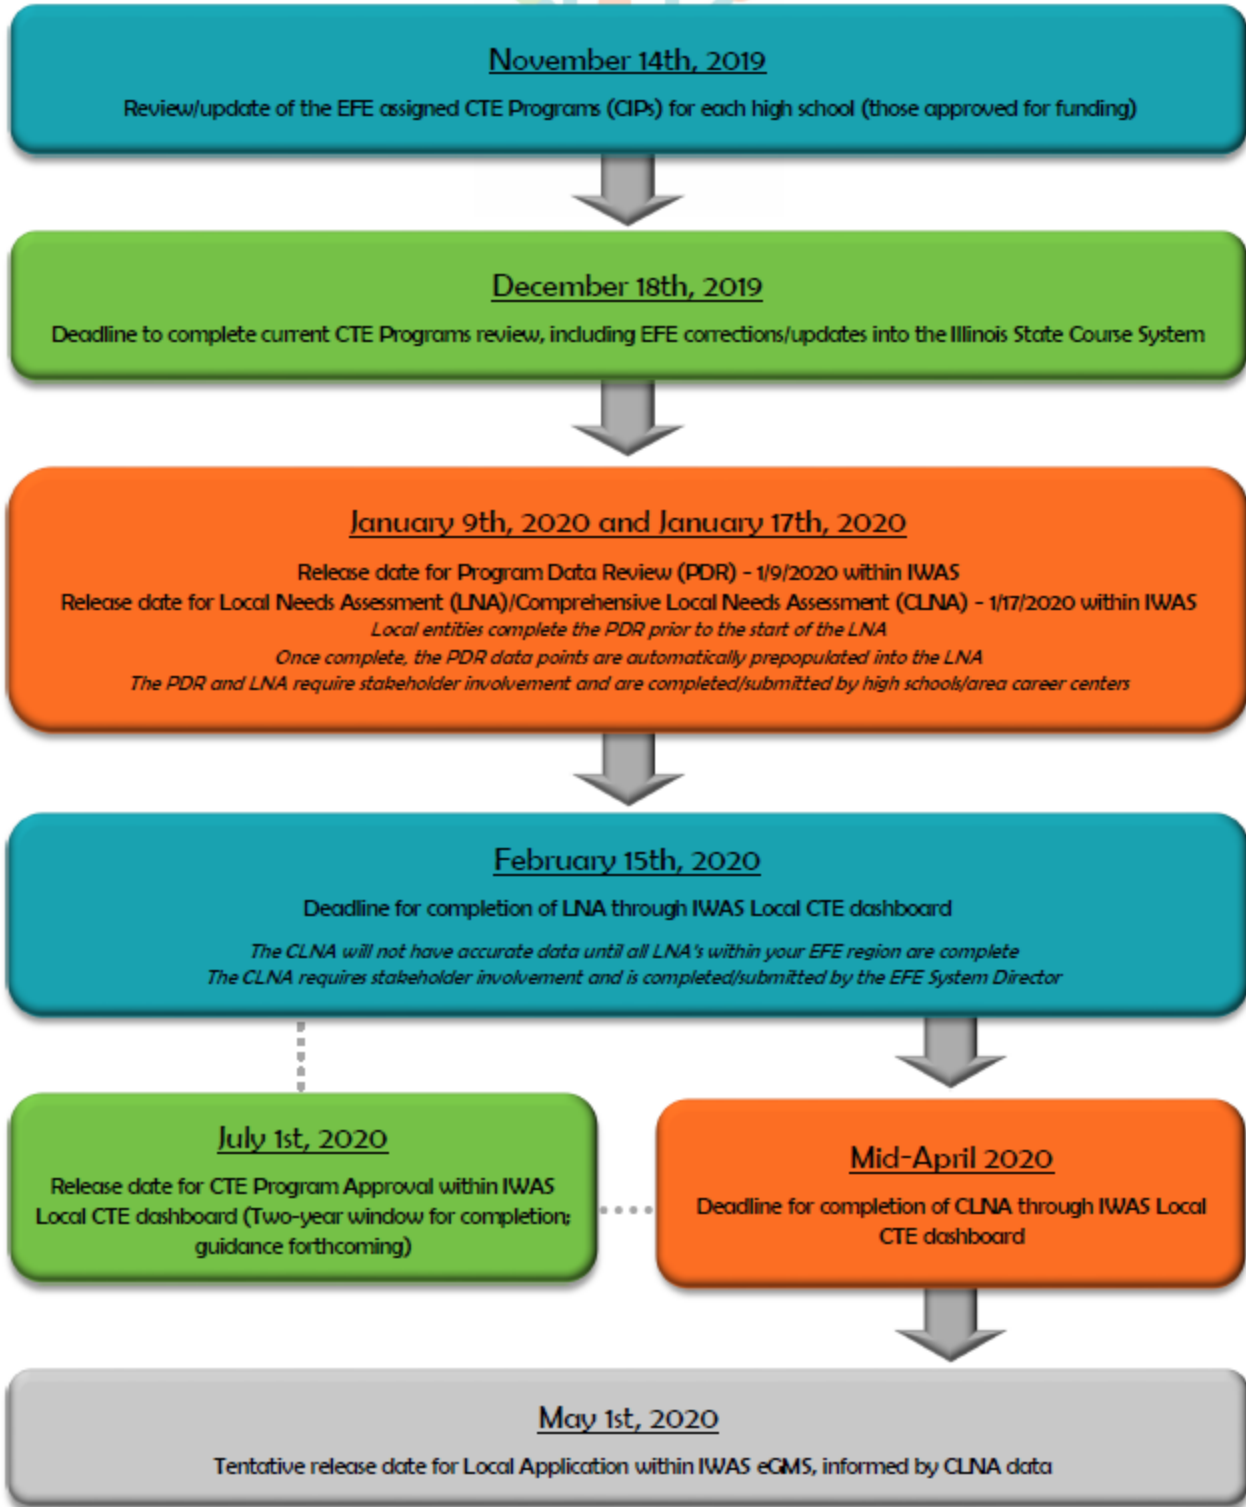 November 14th, 2019
Review/update of the EFE assigned CTE Programs (CIPs) for each high school (those approved for funding)
December 18th, 2019
Deadline to complete current CTE Programs review, including EFE corrections/updates into the Illinois State Course System
January 9th, 2020 and January 17th, 2020
Release date for Program Data Review (PDR) - 1/9/2020 within IWAS
Release date for Local Needs Assessment (LNA)/Comprehensive Local Needs Assessment (CLNA) - 1/17/2020 within IWAS
Local entities complete the PDR prior to the start of the LNA
Once complete, the PDR data points are automatically prepopulated into the LNA
The PDR and LNA require stakeholder involvement and are completed/submitted by high schools/area career centers
February 15th, 2020
Deadline for completion of LNA through IWAS Local CTE dashboard
The CLNA will not have accurate data until all LNA's within your EFE region are complete
The CLNA requires stakeholder involvement and is completed/submitted by the EFE System Director
July 1st, 2020
Release date for CTE Program Approval within IWAS
Local CTE dashboard (Two-year window for completion;
guidance forthcoming)
Mid-April 2020
Deadline for completion of CLNA through IWAS Local
CTE dashboard
May 1st, 2020
Tentative release date for Local Application within IWAS eGMS, informed by CLNA data